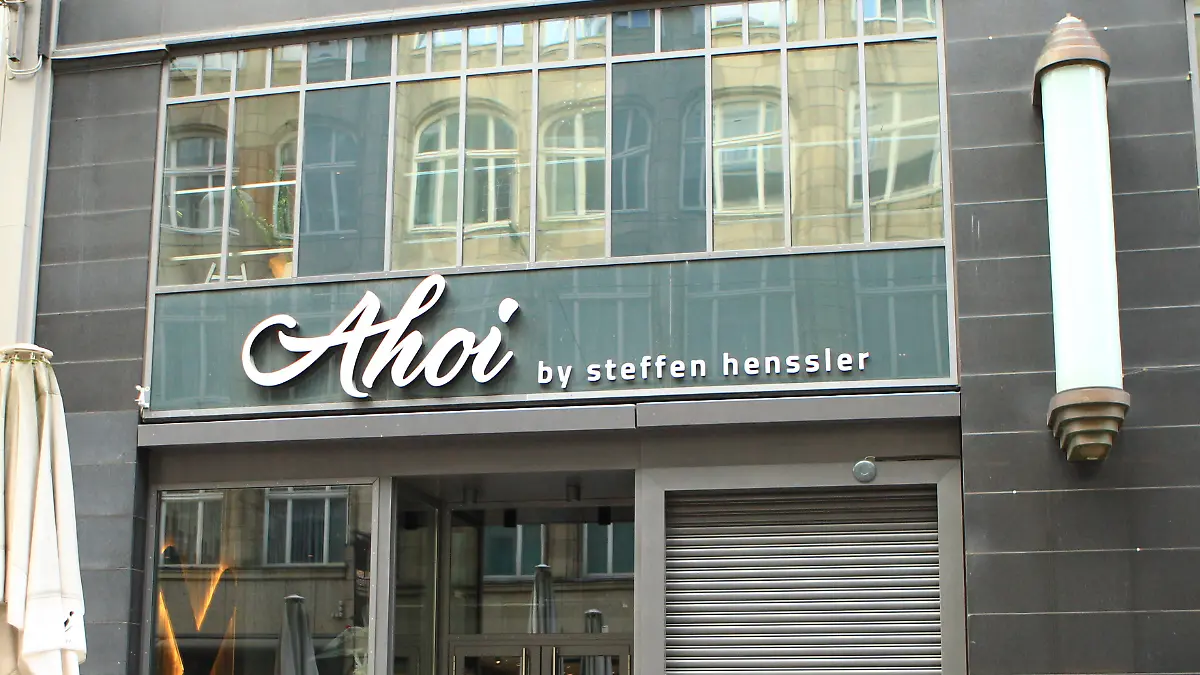 Ahoi by steffen henssler